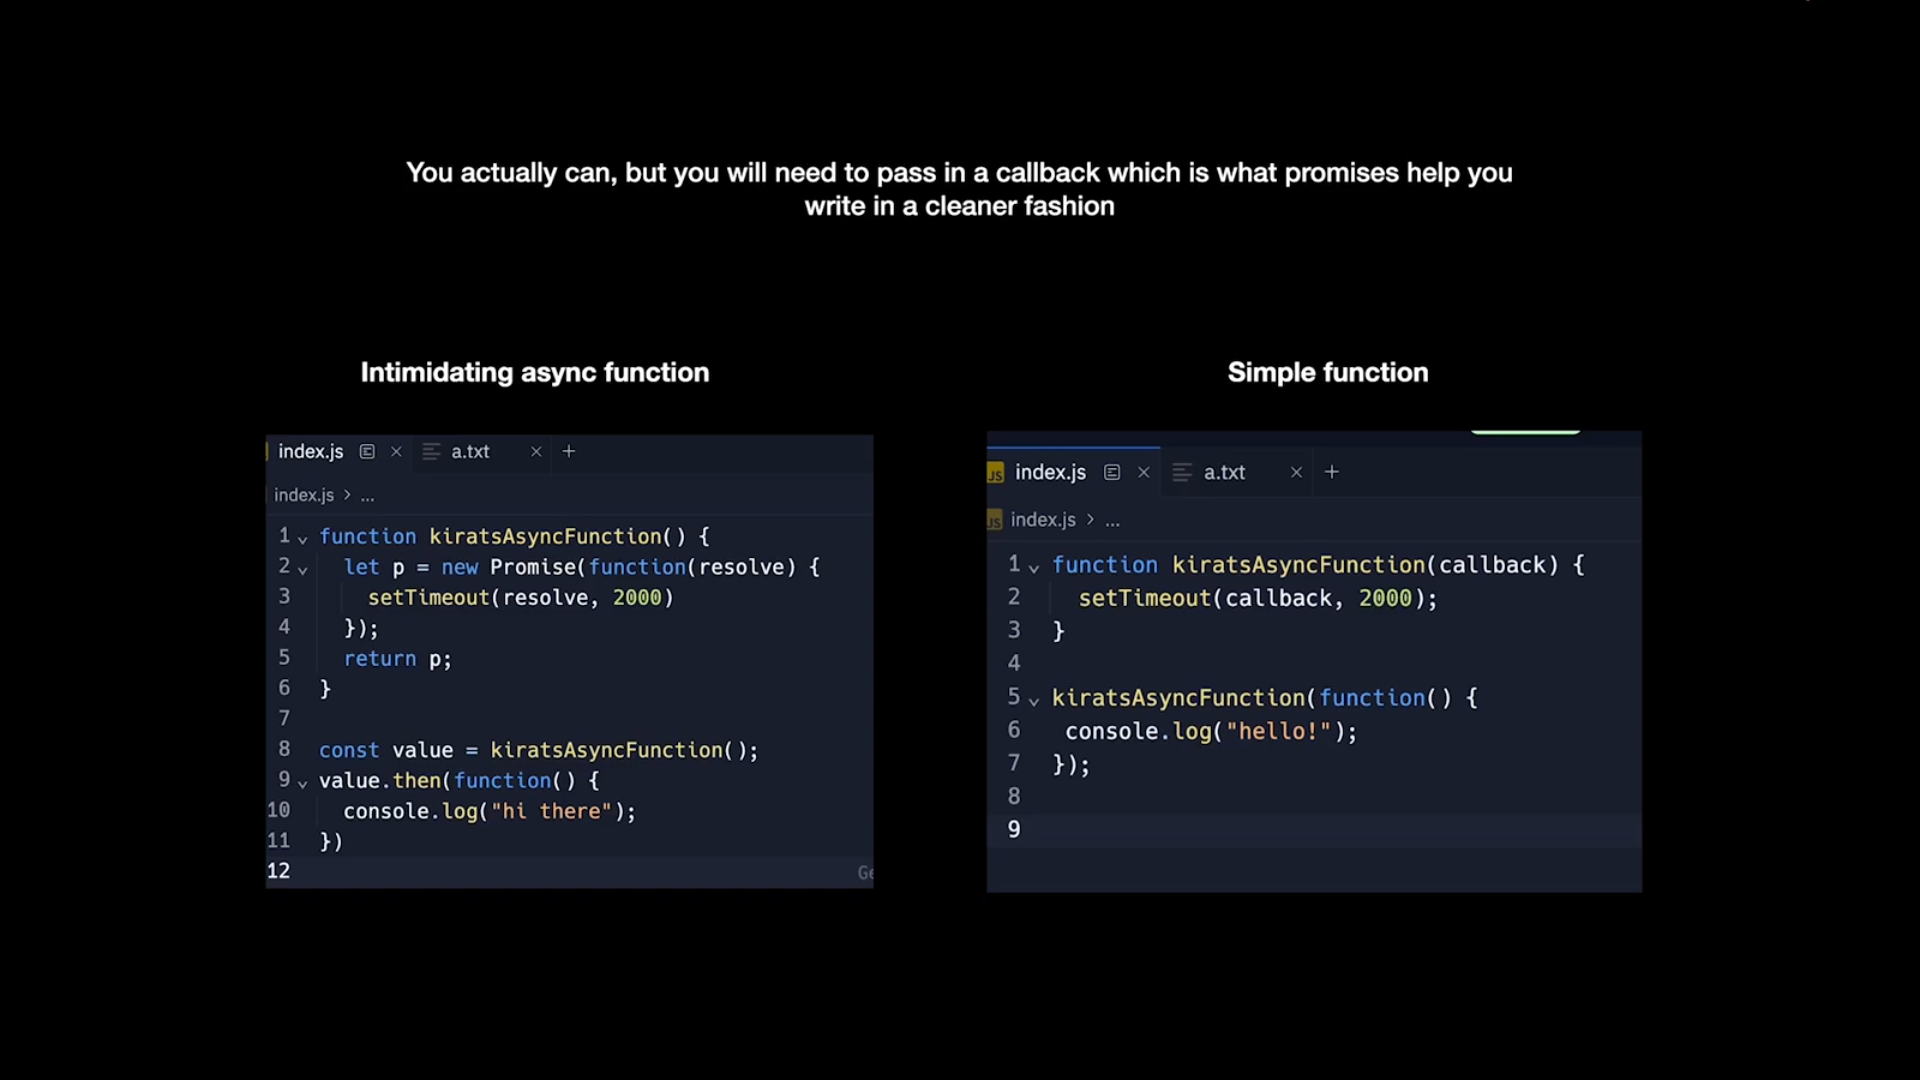 You actually can, but you will need to pass in a callback which is what promises help you
write in a cleaner fashion
Intimidating async function
index.js a.txt +
index.js > ...
1 function kiratsAsyncFunction() {
2 let p = new Promise(function(resolve) {
3 setTimeout(resolve, 2000)
4 });
5 return p;
6 }
7
8 const value = kiratsAsyncFunction();
9 value.then(function() {
10 console.log("hi there");
11 })
12
Simple function
JS index.js a.txt +
JS index.js > ...
1 function kiratsAsyncFunction(callback) {
2 setTimeout(callback, 2000);
3 }
4
5 kiratsAsyncFunction(function() {
6 console.log("hello!");
7 });
8
9